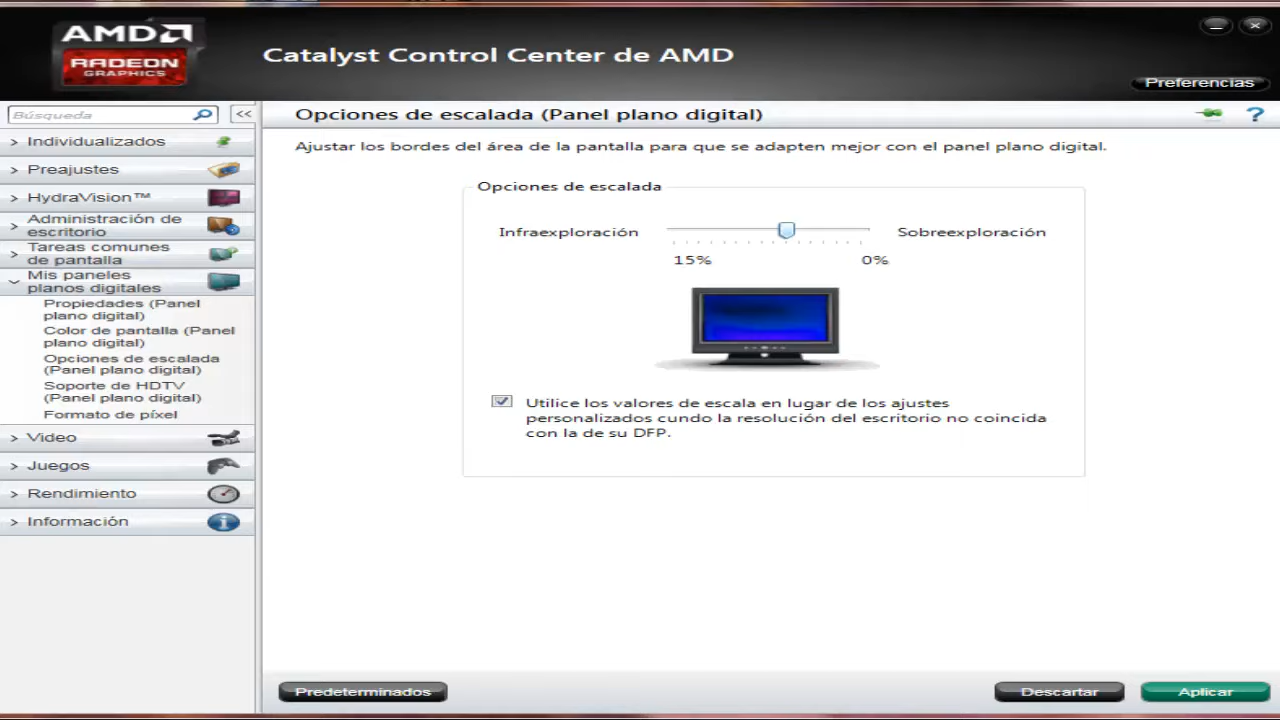 AMD
RADEON
GRAPHICS
Catalyst Control Center de AMD
Preferencias
Búsqueda
<<
Opciones de escalada (Panel plano digital)
?
> Individualizados
> Preajustes
> HydraVision™
> Administración de
escritorio
> Tareas comunes
de pantalla
Mis paneles
planos digitales
Propiedades (Panel
plano digital)
Color de pantalla (Panel
plano digital)
Opciones de escalada
(Panel plano digital)
Soporte de HDTV
(Panel plano digital)
Formato de píxel
> Video
> Juegos
> Rendimiento
> Información
Ajustar los bordes del área de la pantalla para que se adapten mejor con el panel plano digital.
Opciones de escalada
Infraexploración
Sobreexploración
15% 0%
Utilice los valores de escala en lugar de los ajustes
personalizados cundo la resolución del escritorio no coincida
con la de su DFP.
Predeterminados
Descartar
Aplicar